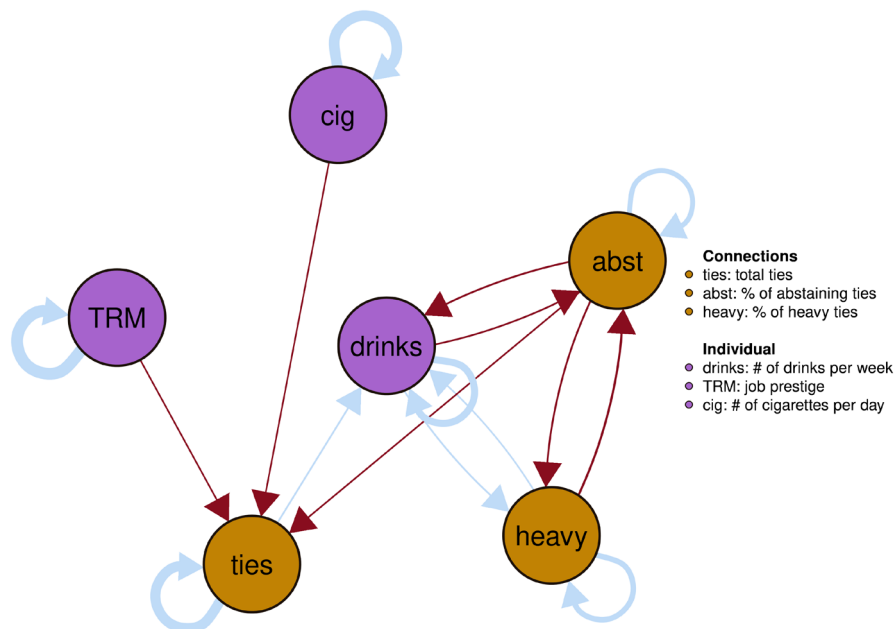 cig
abst
TRM
drinks
ties
heavy
Connections
ties: total ties
abst: % of abstaining ties
heavy: % of heavy ties
Individual
drinks: # of drinks per week
TRM: job prestige
cig: # of cigarettes per day